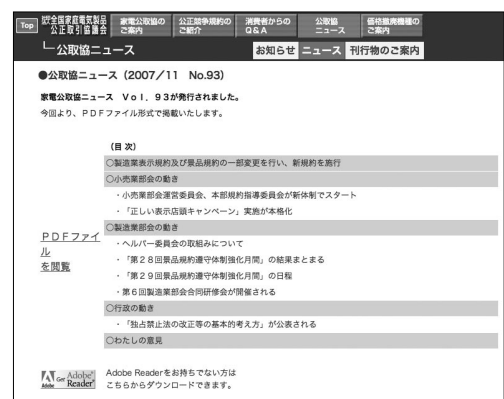 Top
社団法人 全国家庭電気製品
公正取引協議会
家電公取協の
ご案内
公正競争規約の
ご紹介
消費者からの
Q&A
公取協
ニュース
価格撤廃機種の
ご案内
公取協ニュース
お知らせ ニュース 刊行物のご案内
●公取協ニュース（2007／11 No.93）
家電公取協ニュース Ｖｏｌ．９３が発行されました。
今回より、ＰＤＦファイル形式で掲載いたします。
（目 次）
○製造業表示規約及び景品規約の一部変更を行い、新規約を施行
○小売業部会の動き
・小売業部会運営委員会、本部規約指導委員会が新体制でスタート
・「正しい表示店頭キャンペーン」実施が本格化
○製造業部会の動き
・ヘルパー委員会の取組みについて
・「第２８回景品規約遵守体制強化月間」の結果まとまる
・「第２９回景品規約遵守体制強化月間」の日程
・第６回製造業部会合同研修会が開催される
○行政の動き
・「独占禁止法の改正等の基本的考え方」が公表される
○わたしの意見
ＰＤＦファイ
ル
を閲覧
Adobe
Get Adobe®
Reader®
Adobe Readerをお持ちでない方は
こちらからダウンロードできます。